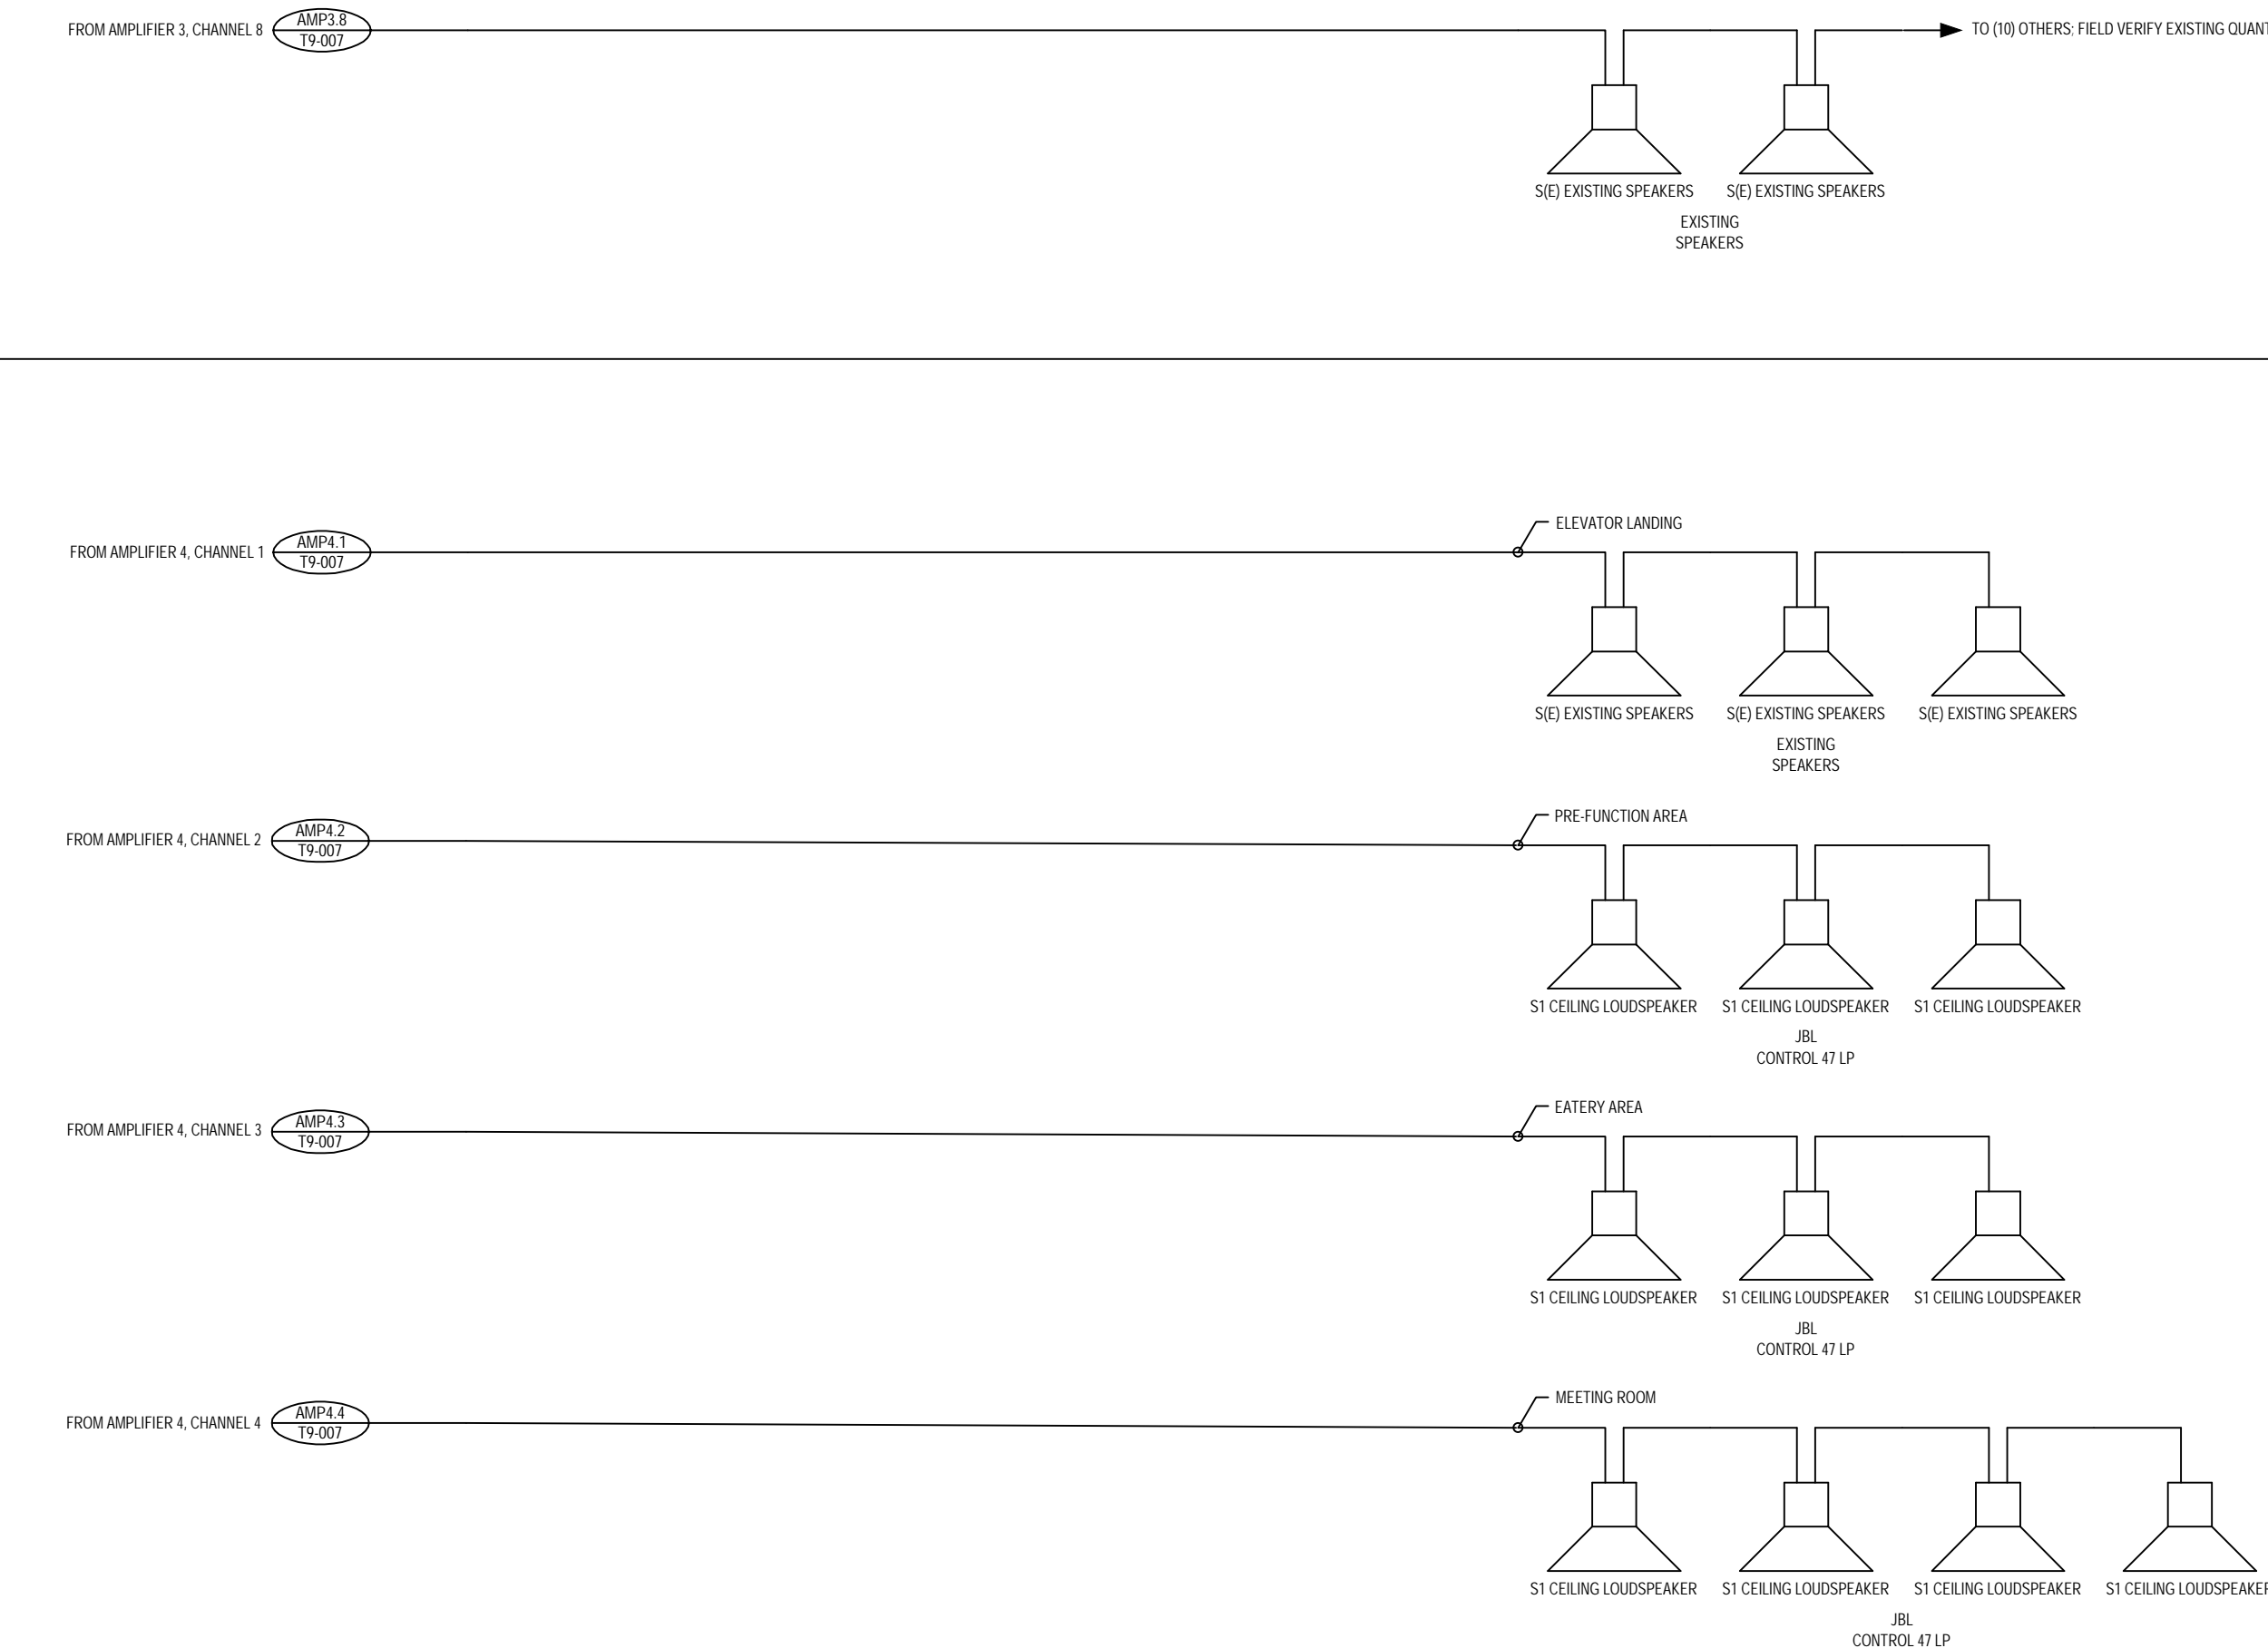 FROM AMPLIFIER 3, CHANNEL 8
AMP3.8
T9-007
TO (10) OTHERS; FIELD VERIFY EXISTING
S(E) EXISTING SPEAKERS
S(E) EXISTING SPEAKERS
EXISTING
SPEAKERS
FROM AMPLIFIER 4, CHANNEL 1
AMP4.1
T9-007
ELEVATOR LANDING
S(E) EXISTING SPEAKERS
S(E) EXISTING SPEAKERS
S(E) EXISTING SPEAKERS
EXISTING
SPEAKERS
FROM AMPLIFIER 4, CHANNEL 2
AMP4.2
T9-007
PRE-FUNCTION AREA
S1 CEILING LOUDSPEAKER
S1 CEILING LOUDSPEAKER
S1 CEILING LOUDSPEAKER
JBL
CONTROL 47 LP
FROM AMPLIFIER 4, CHANNEL 3
AMP4.3
T9-007
EATERY AREA
S1 CEILING LOUDSPEAKER
S1 CEILING LOUDSPEAKER
S1 CEILING LOUDSPEAKER
JBL
CONTROL 47 LP
FROM AMPLIFIER 4, CHANNEL 4
AMP4.4
T9-007
MEETING ROOM
S1 CEILING LOUDSPEAKER
S1 CEILING LOUDSPEAKER
S1 CEILING LOUDSPEAKER
S1 CEILING LOUDSPEAKER
JBL
CONTROL 47 LP